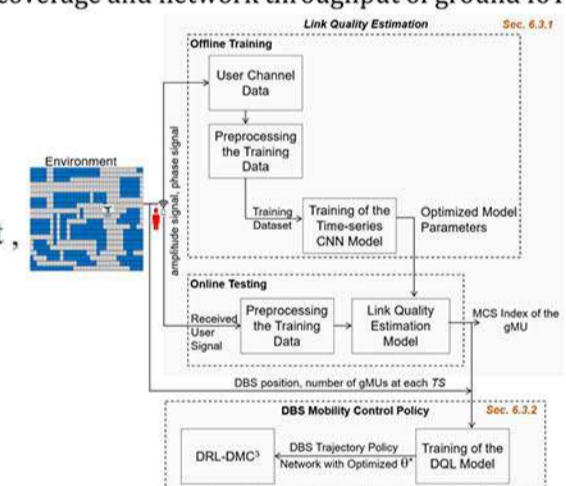 coverage and network throughput of ground IoT
Link Quality Estimation
Sec. 6.3.1
Offline Training
User Channel
Data
Preprocessing
the Training
Data
amplitude signal, phase signal
Environment
t ,
Training
Dataset
Training of the
Time-series
CNN Model
Optimized Model
Parameters
Online Testing
Received
User
Signal
Preprocessing
the Training
Data
Link Quality
Estimation
Model
MCS Index of the
gMU
DBS position, number of gMUs at each TS
DBS Mobility Control Policy
Sec. 6.3.2
DRL-DMC³
DBS Trajectory Policy
Network with Optimized θ*
Training of the
DQL Model